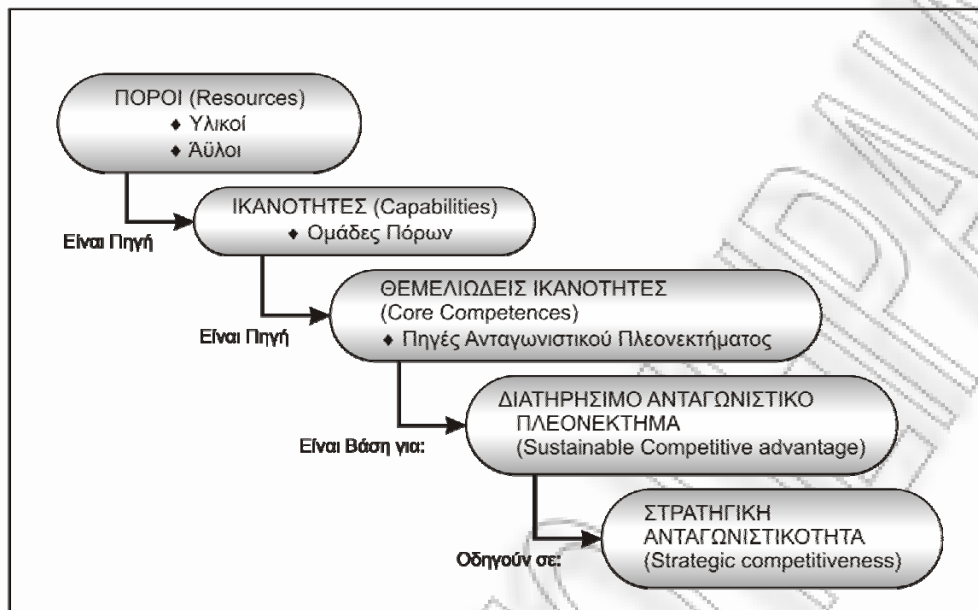 ΠΟΡΟΙ (Resources)
♦ Υλικοί
♦ Άϋλοι
Είναι Πηγή
ΙΚΑΝΟΤΗΤΕΣ (Capabilities)
♦ Ομάδες Πόρων
Είναι Πηγή
ΘΕΜΕΛΙΩΔΕΙΣ ΙΚΑΝΟΤΗΤΕΣ
(Core Competences)
♦ Πηγές Ανταγωνιστικού Πλεονεκτήματος
Είναι Βάση για:
ΔΙΑΤΗΡΗΣΙΜΟ ΑΝΤΑΓΩΝΙΣΤΙΚΟ
ΠΛΕΟΝΕΚΤΗΜΑ
(Sustainable Competitive advantage)
Οδηγούν σε:
ΣΤΡΑΤΗΓΙΚΗ
ΑΝΤΑΓΩΝΙΣΤΙΚΟΤΗΤΑ
(Strategic competitiveness)